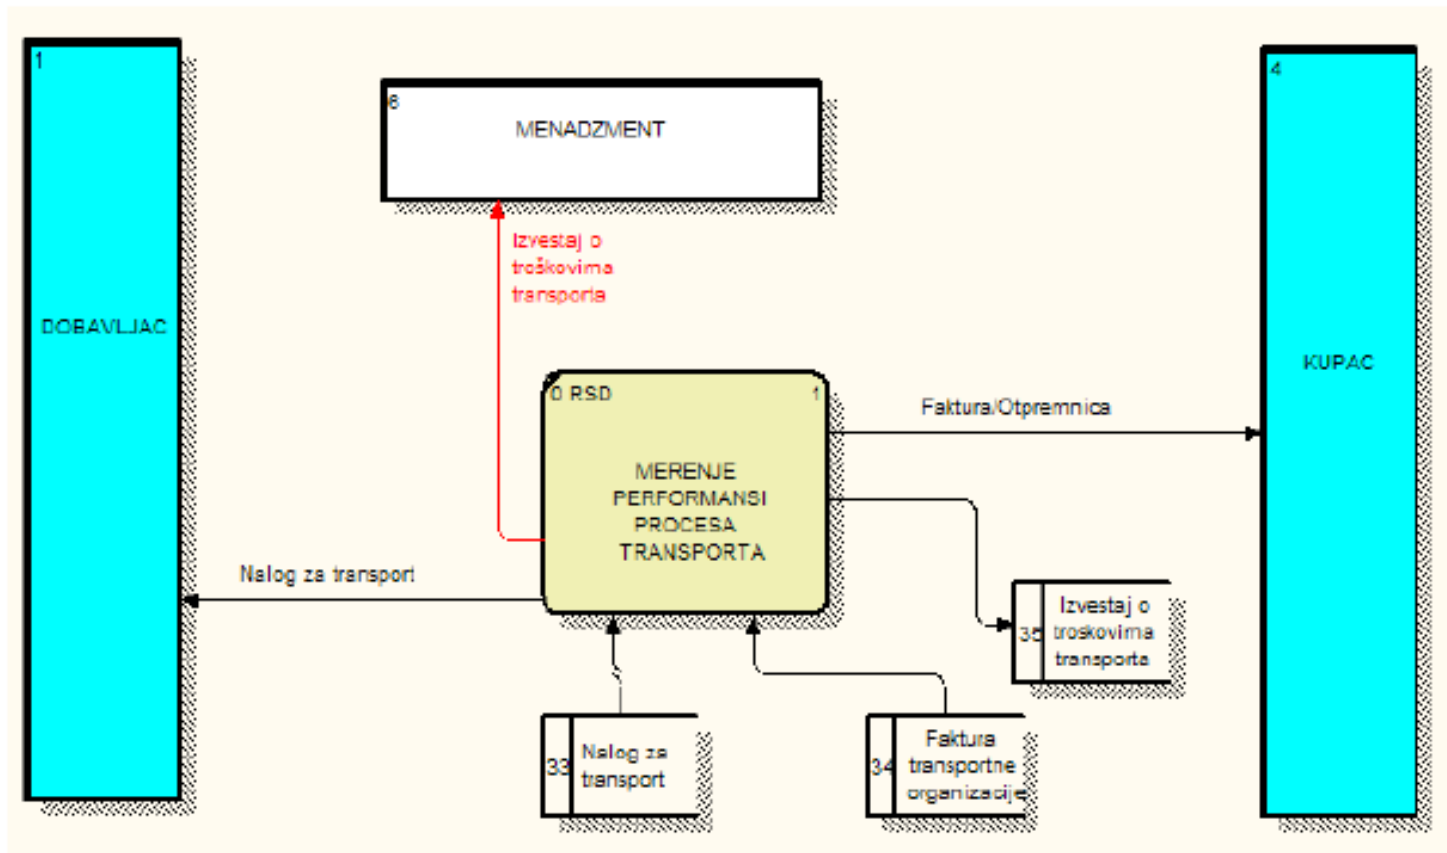 1
DOBAVLJAC
6
MENADZMENT
Izvestaj o
troškovima
transporta
0 RSD
1
MERENJE
PERFORMANSI
PROCESA
TRANSPORTA
Nalog za transport
Faktura/Otpremnica
4
KUPAC
35
Izvestaj o
troskovima
transporta
33
Nalog za
transport
34
Faktura
transportne
organizacije